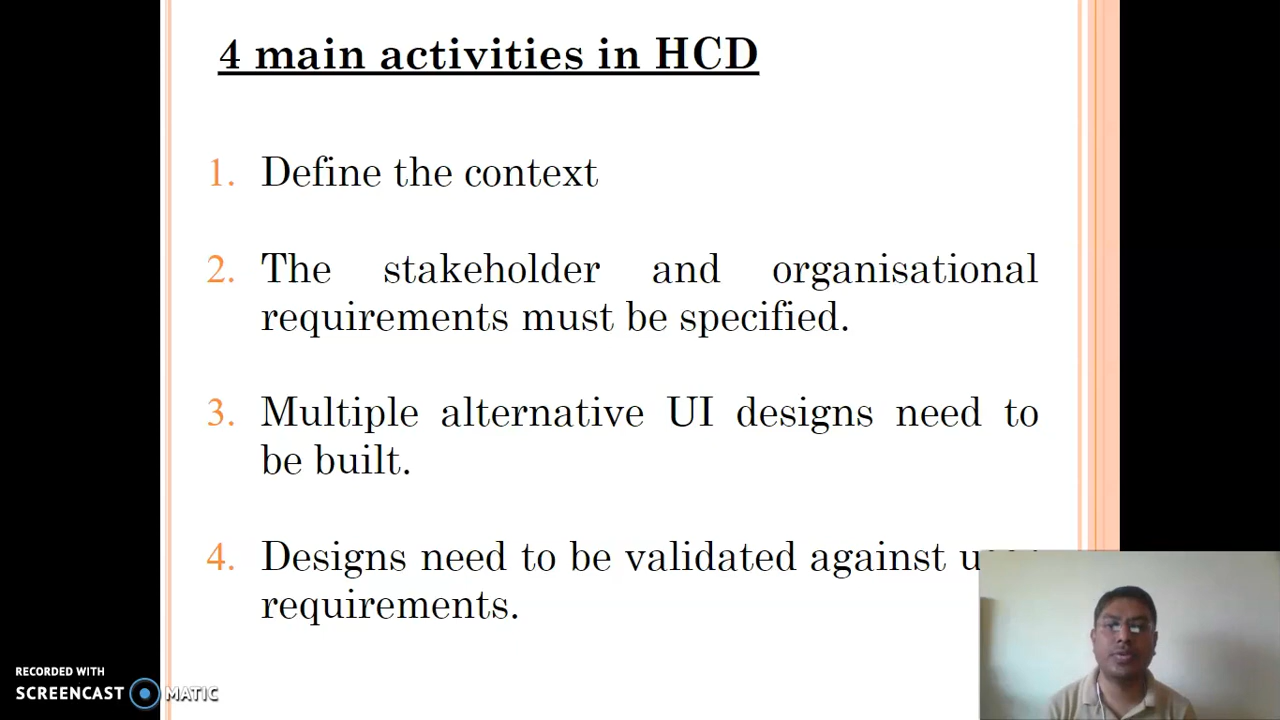 4 main activities in HCD
1. Define the context
2. The stakeholder and organisational
requirements must be specified.
3. Multiple alternative UI designs need to
be built.
4. Designs need to be validated against
requirements.
RECORDED WITH
SCREENCAST MATIC